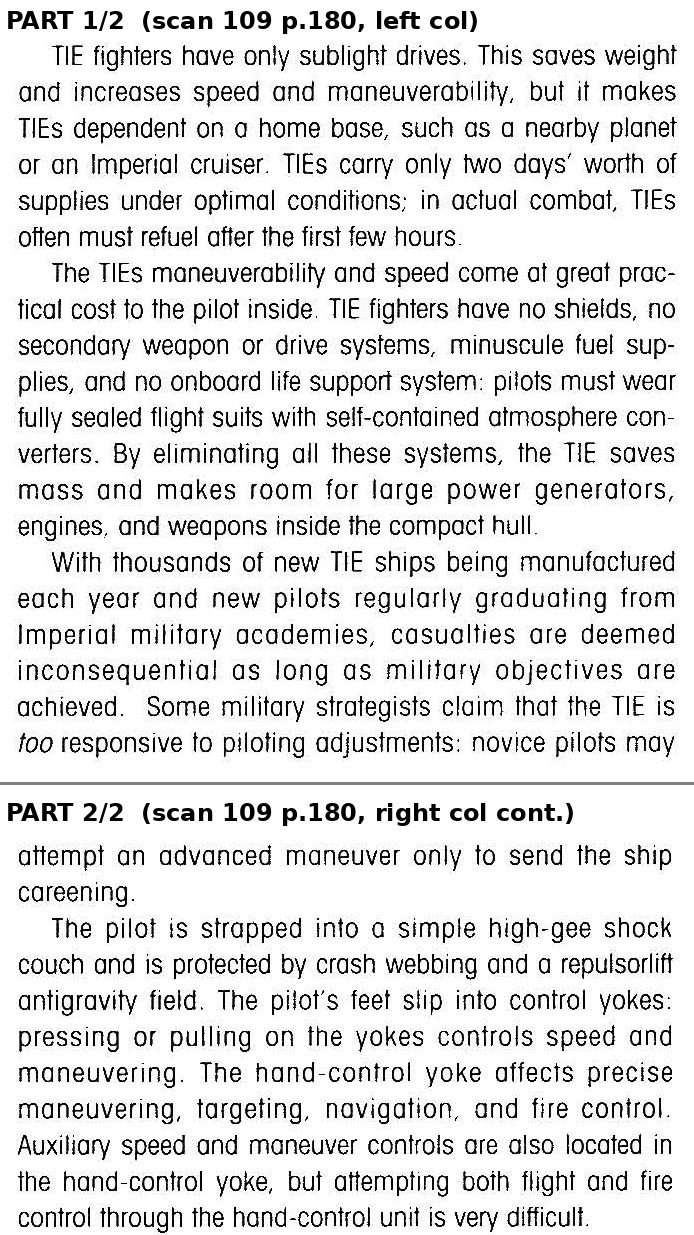 PART 1/2 (scan 109 p.180, left col)
TIE fighters have only sublight drives. This saves weight
and increases speed and maneuverability, but it makes
TIEs dependent on a home base, such as a nearby planet
or an Imperial cruiser. TIEs carry only two days' worth of
supplies under optimal conditions; in actual combat, TIEs
often must refuel after the first few hours.
The TIEs maneuverability and speed come at great prac-
tical cost to the pilot inside. TIE fighters have no shields, no
secondary weapon or drive systems, minuscule fuel sup-
plies, and no onboard life support system: pilots must wear
fully sealed flight suits with self-contained atmosphere con-
verters. By eliminating all these systems, the TIE saves
mass and makes room for large power generators,
engines, and weapons inside the compact hull.
With thousands of new TIE ships being manufactured
each year and new pilots regularly graduating from
Imperial military academies, casualties are deemed
inconsequential as long as military objectives are
achieved. Some military strategists claim that the TIE is
too responsive to piloting adjustments: novice pilots may
PART 2/2 (scan 109 p.180, right col cont.)
attempt an advanced maneuver only to send the ship
careening.
The pilot is strapped into a simple high-gee shock
couch and is protected by crash webbing and a repulsorlift
antigravity field. The pilot's feet slip into control yokes:
pressing or pulling on the yokes controls speed and
maneuvering. The hand-control yoke affects precise
maneuvering, targeting, navigation, and fire control.
Auxiliary speed and maneuver controls are also located in
the hand-control yoke, but attempting both flight and fire
control through the hand-control unit is very difficult.